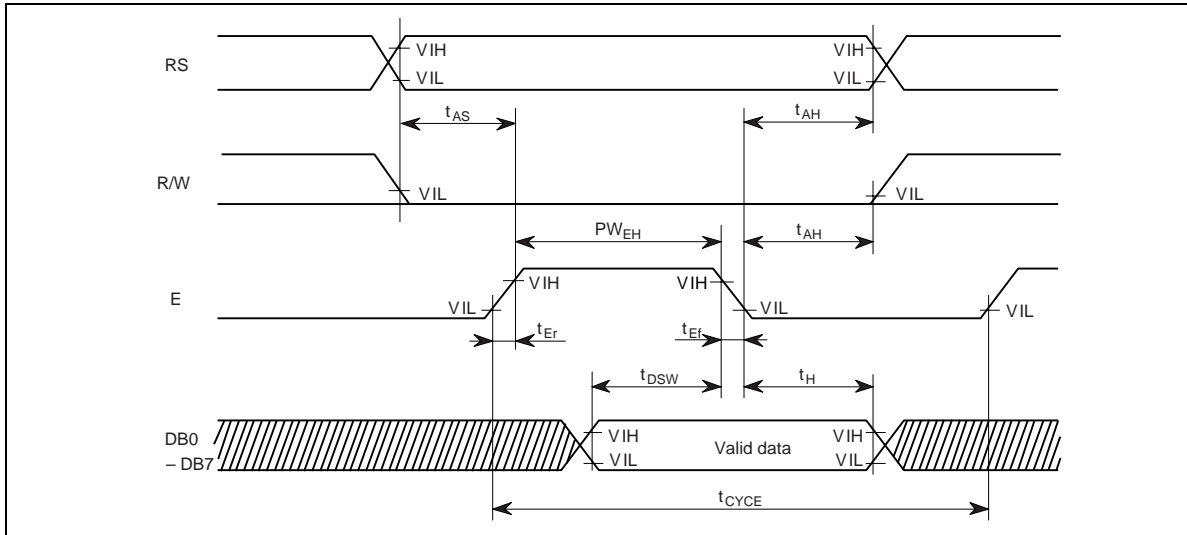 RS
VIH
VIH
VIL
VIL
tAS
tAH
R/W
VIL
VIL
PWEH
tAH
E
VIH
VIH
VIL
VIL
VIL
tEr
tEf
tDSW
tH
DB0
– DB7
VIH
Valid data
VIH
VIL
VIL
tCYCE